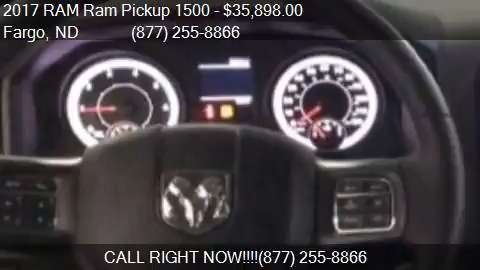 2017 RAM Ram Pickup 1500 - $35,898.00
Fargo, ND (877) 255-8866
CALL RIGHT NOW!!!!(877) 255-8866